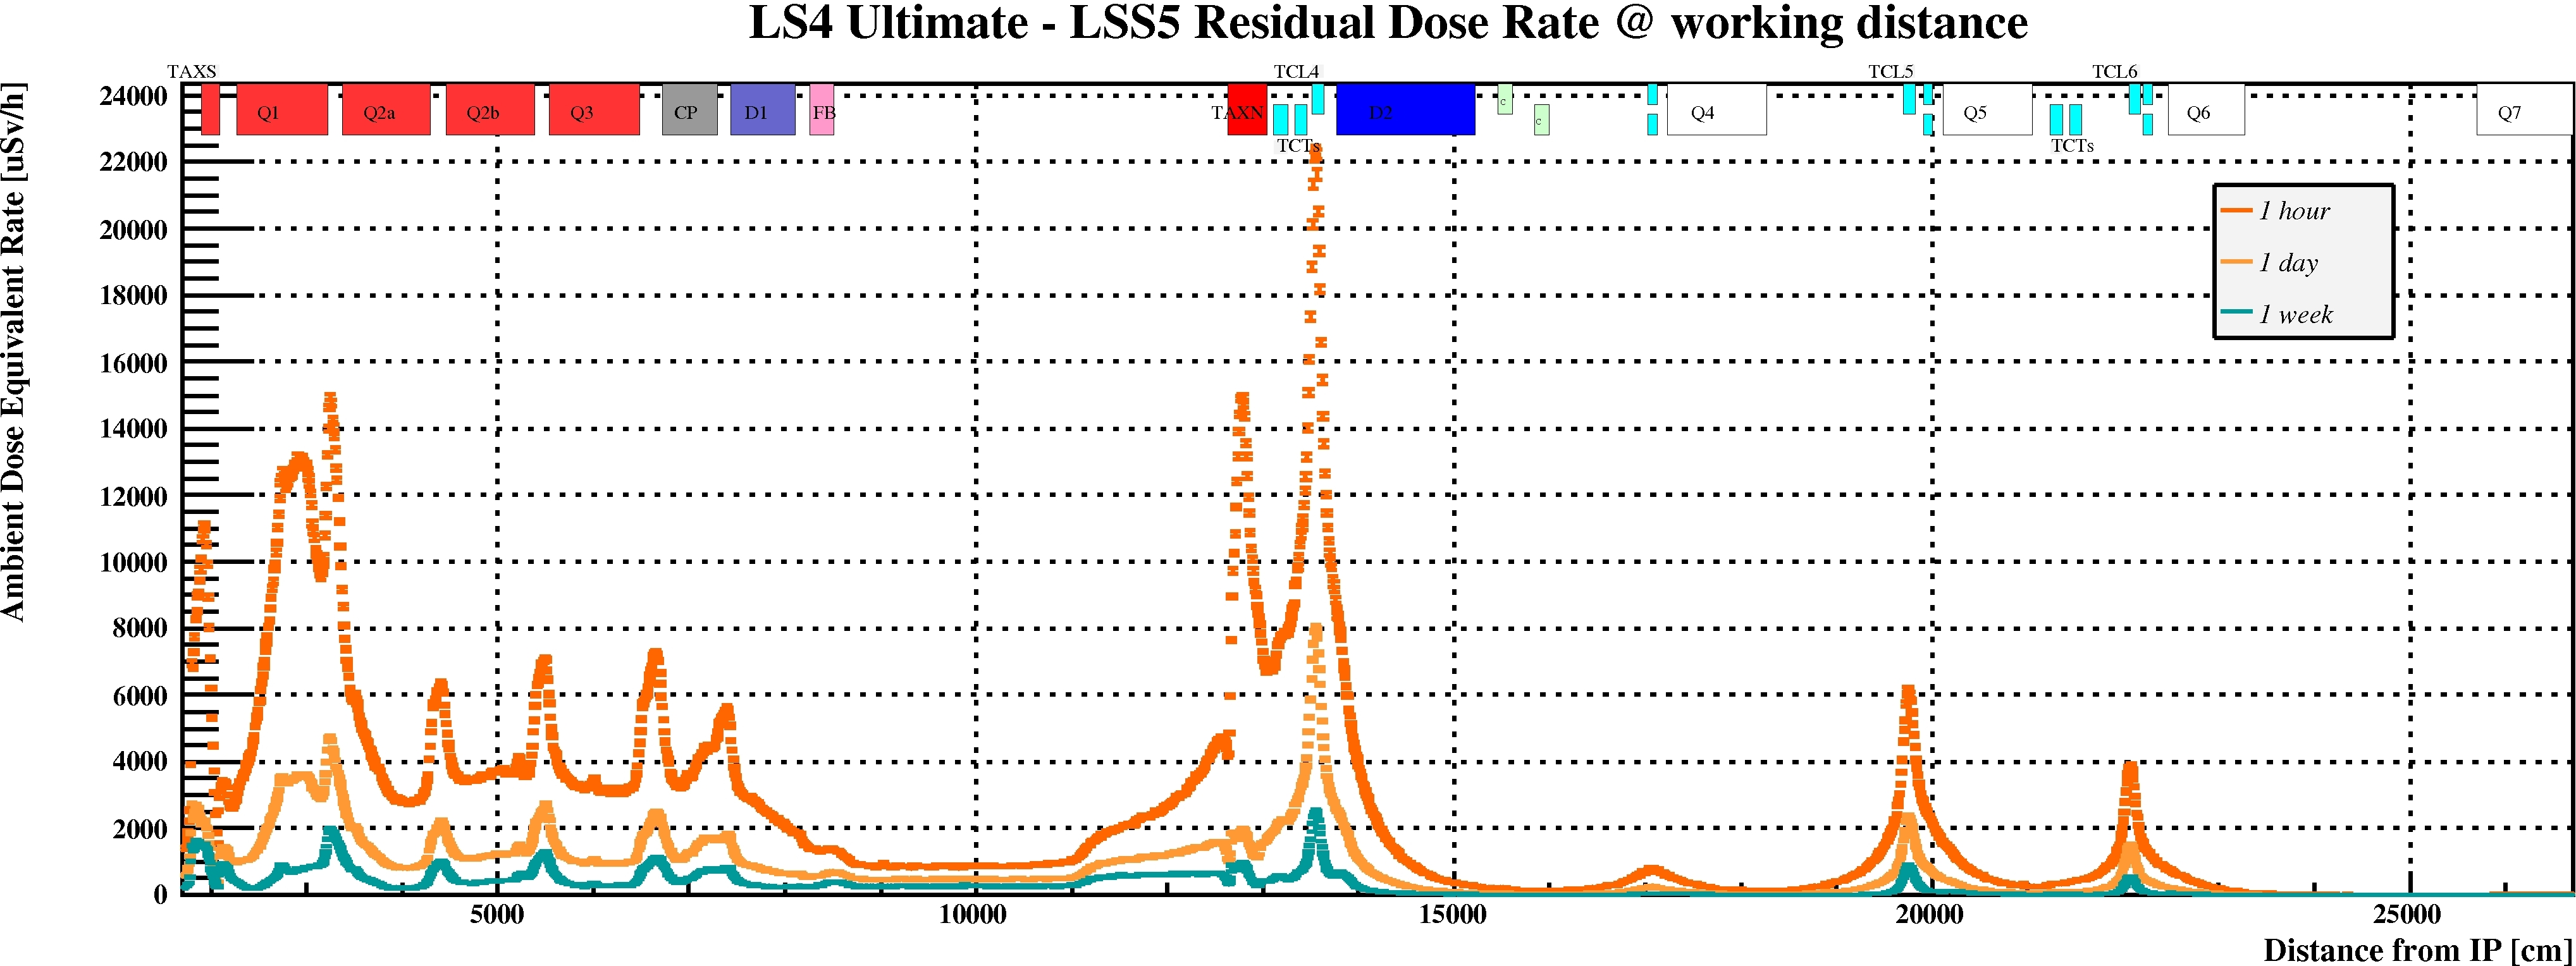 LS4 Ultimate - LSS5 Residual Dose Rate @ working distance
TAXS TCL4 TCL5 TCL6
Q1 Q2a Q2b Q3 CP D1 FB TAXN D2 C C Q4 Q5 Q6 Q7
TCTs TCTs
Ambient Dose Equivalent Rate [uSv/h]
24000
22000
20000
18000
16000
14000
12000
10000
8000
6000
4000
2000
0
1 hour
1 day
1 week
5000 10000 15000 20000 25000
Distance from IP [cm]